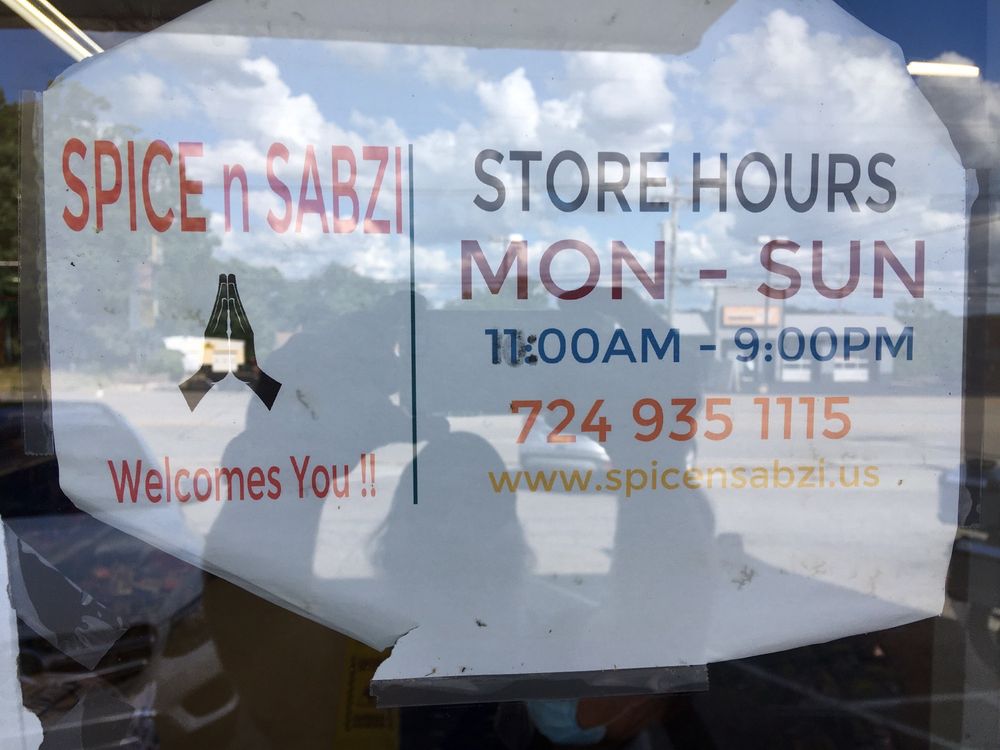 SPICE n SABZI
Welcomes You !!
STORE HOURS
MON - SUN
11:00AM - 9:00PM
724 935 1115
www.spicensabzi.us